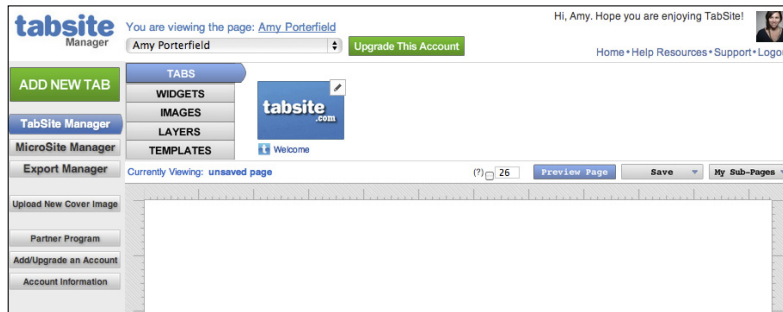 tabsite
Manager
You are viewing the page: Amy Porterfield
Amy Porterfield
Upgrade This Account
Hi, Amy. Hope you are enjoying TabSite!
Home • Help Resources • Support • Logo
ADD NEW TAB
TabSite Manager
MicroSite Manager
Export Manager
Upload New Cover Image
Partner Program
Add/Upgrade an Account
Account Information
TABS
WIDGETS
IMAGES
LAYERS
TEMPLATES
tabsite
.com
Welcome
Currently Viewing: unsaved page
(?) 26
Preview Page
Save
My Sub-Pages